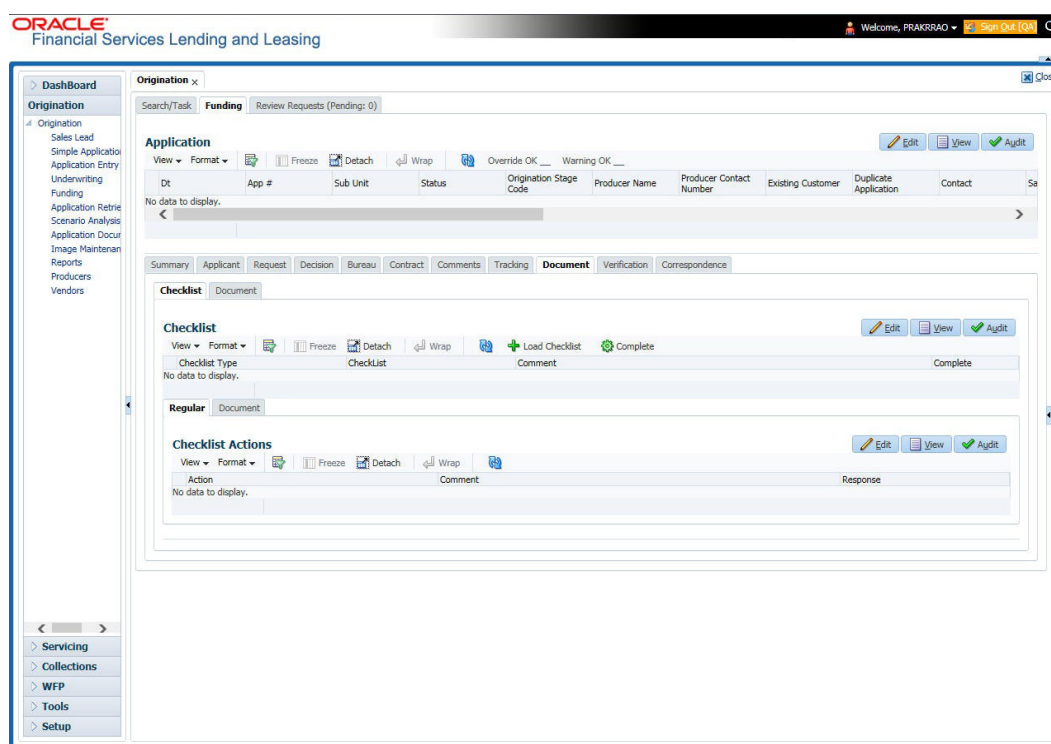 ORACLE
Financial Services Lending and Leasing
Welcome, PRAKRRAO
Sign Out [QA]
DashBoard
Origination
Origination
Sales Lead
Simple Applicatio
Application Entry
Underwriting
Funding
Application Retrie
Scenario Analysis
Application Docur
Image Maintenan
Reports
Producers
Vendors
Servicing
Collections
WFP
Tools
Setup
Origination x
Clos
Search/Task Funding Review Requests (Pending: 0)
Application
Edit View Audit
View Format Freeze Detach Wrap Override OK __ Warning OK __
Dt App # Sub Unit Status Origination Stage Code Producer Name Producer Contact Number Existing Customer Duplicate Application Contact Sa
No data to display.
Summary Applicant Request Decision Bureau Contract Comments Tracking Document Verification Correspondence
Checklist Document
Checklist
Edit View Audit
View Format Freeze Detach Wrap Load Checklist Complete
Checklist Type CheckList Comment Complete
No data to display.
Regular Document
Checklist Actions
Edit View Audit
View Format Freeze Detach Wrap
Action Comment Response
No data to display.